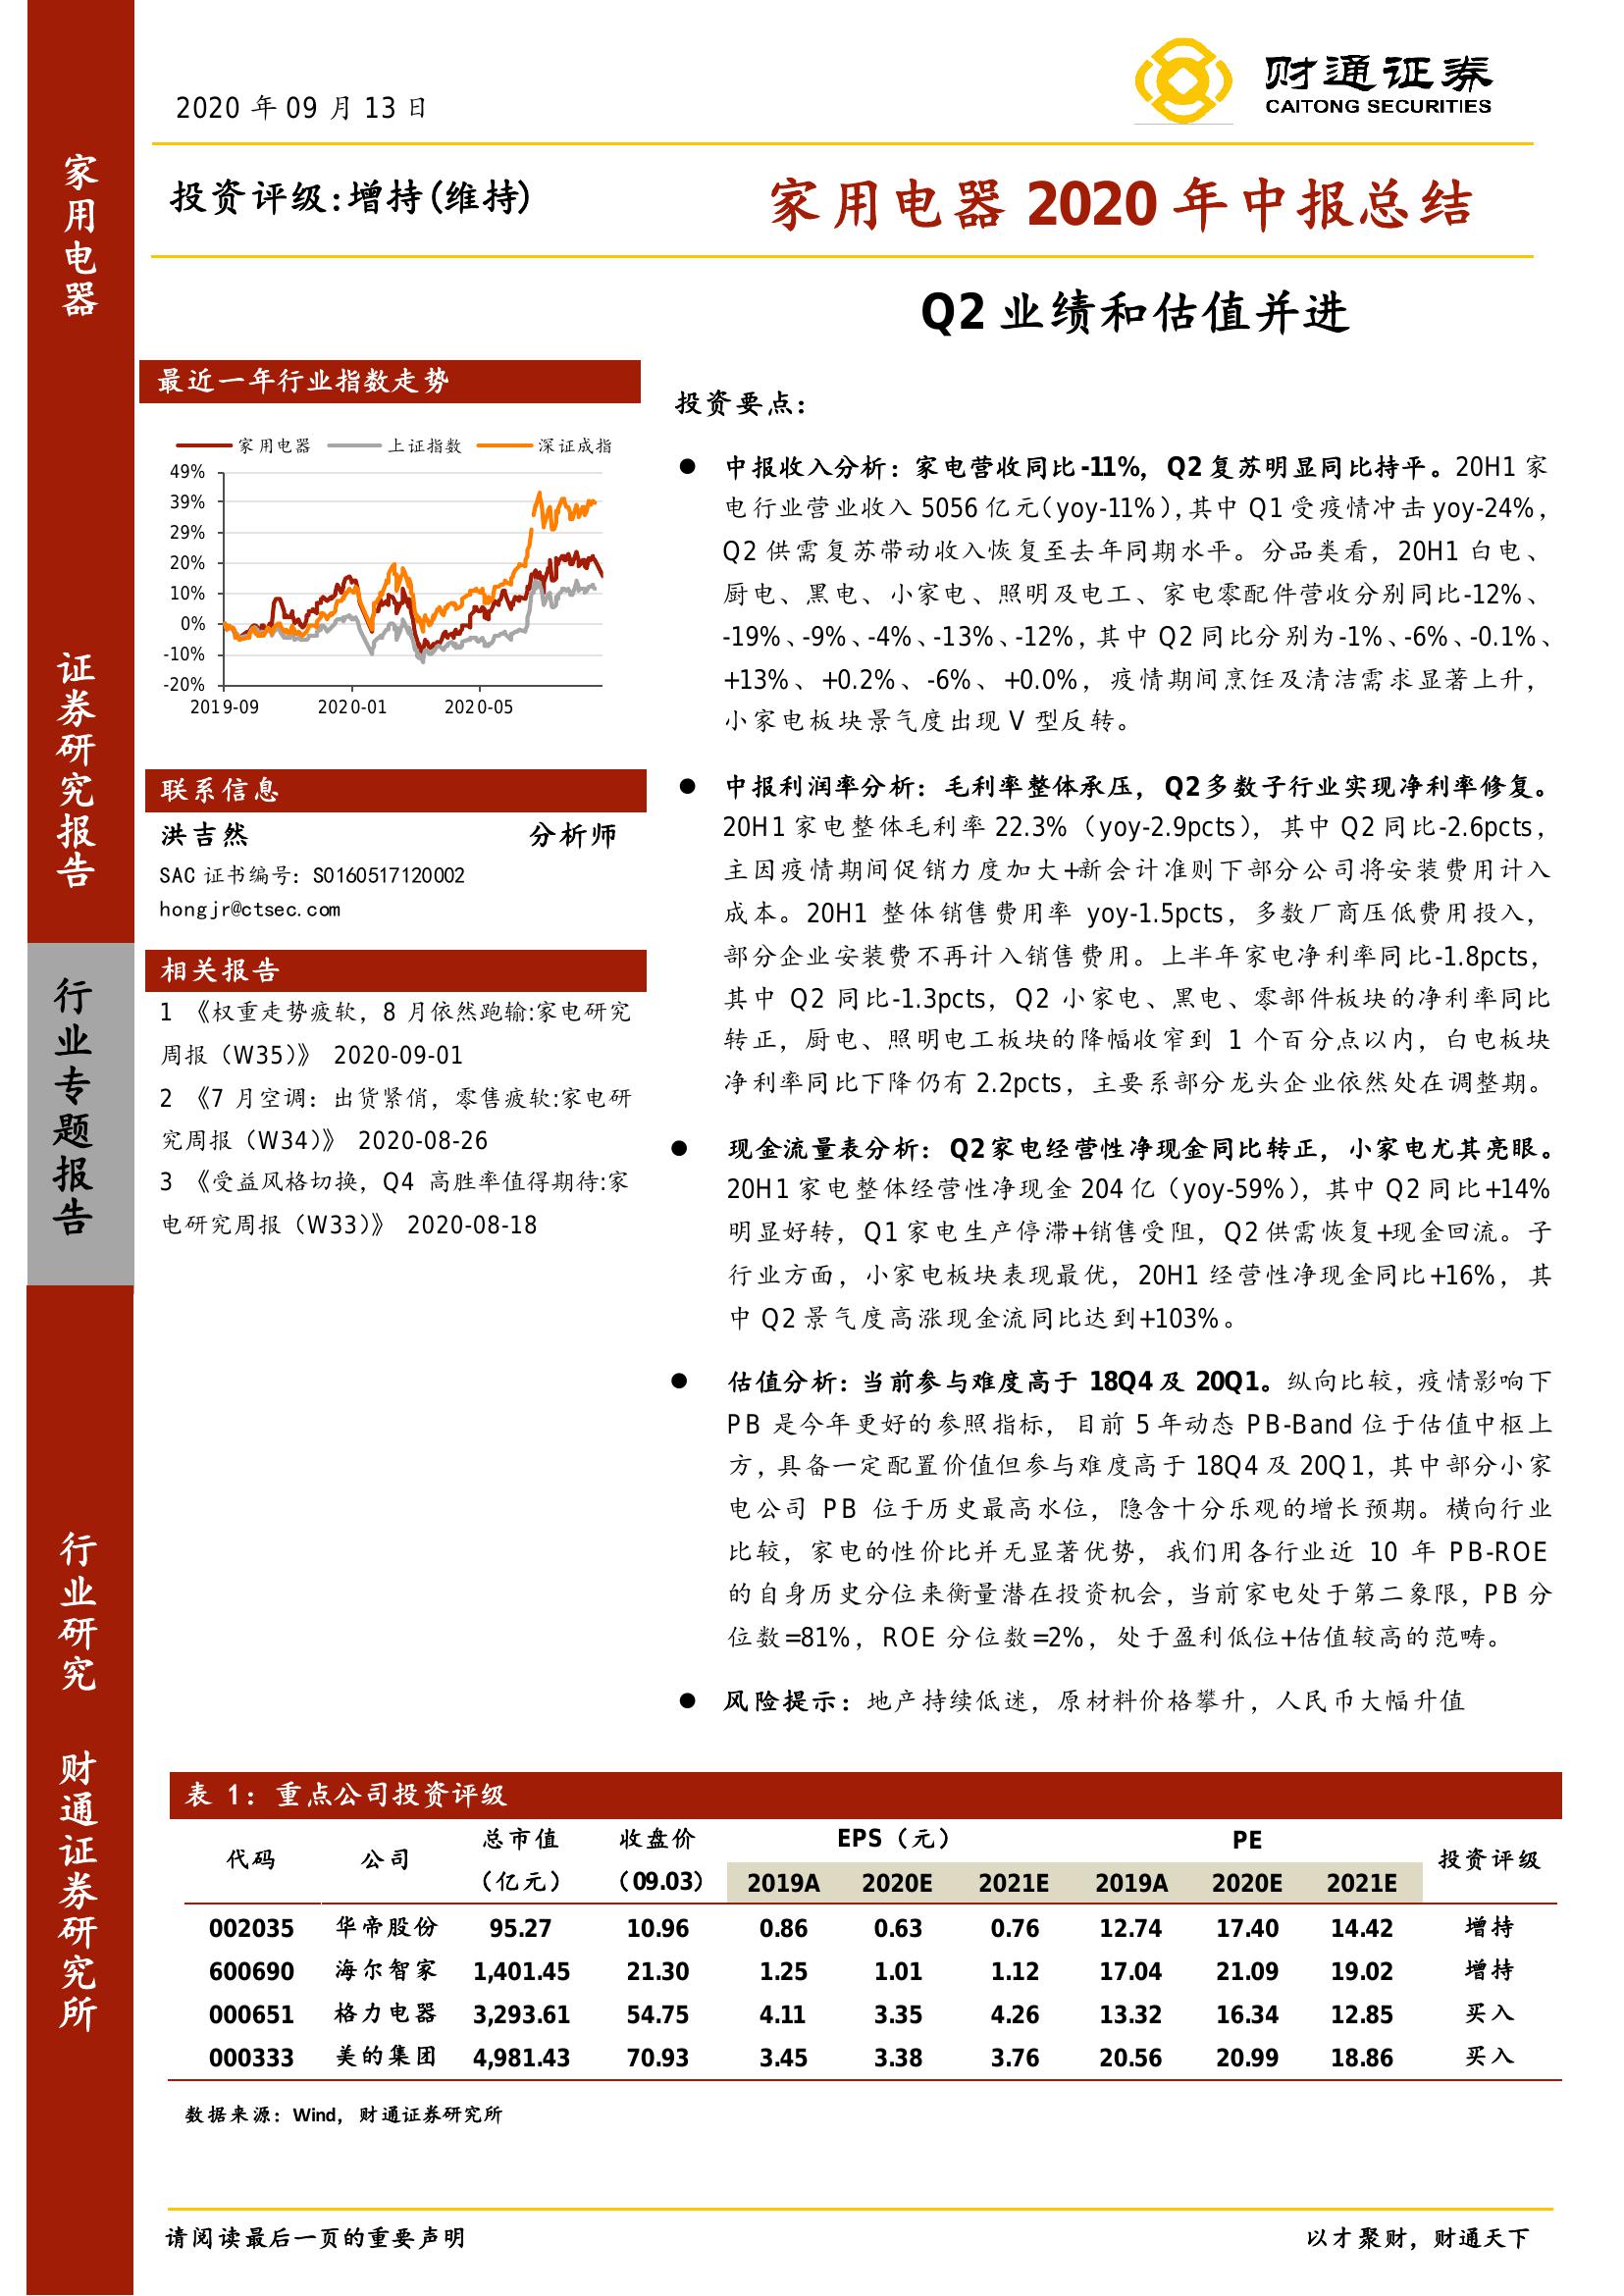 2020 年 09 月 13 日
财通证券
CAITONG SECURITIES
投资评级:增持(维持)
家用电器 2020 年中报总结
Q2 业绩和估值并进
家用电器
证券研究报告
行业专题报告
行业研究
财通证券研究所
最近一年行业指数走势
家用电器 上证指数 深证成指
49%
39%
29%
20%
10%
0%
-10%
-20%
2019-09 2020-01 2020-05
联系信息
洪吉然 分析师
SAC 证书编号：S0160517120002
hongjr@ctsec.com
相关报告
1 《权重走势疲软，8 月依然跑输:家电研究
周报（W35）》 2020-09-01
2 《7 月空调：出货紧俏，零售疲软:家电研
究周报（W34）》 2020-08-26
3 《受益风格切换，Q4 高胜率值得期待:家
电研究周报（W33）》 2020-08-18
投资要点：
● 中报收入分析：家电营收同比-11%，Q2 复苏明显同比持平。20H1 家
电行业营业收入 5056 亿元（yoy-11%），其中 Q1 受疫情冲击 yoy-24%，
Q2 供需复苏带动收入恢复至去年同期水平。分品类看，20H1 白电、
厨电、黑电、小家电、照明及电工、家电零配件营收分别同比-12%、
-19%、-9%、-4%、-13%、-12%，其中 Q2 同比分别为-1%、-6%、-0.1%、
+13%、+0.2%、-6%、+0.0%，疫情期间烹饪及清洁需求显著上升，
小家电板块景气度出现 V 型反转。
● 中报利润率分析：毛利率整体承压，Q2 多数子行业实现净利率修复。
20H1 家电整体毛利率 22.3%（yoy-2.9pcts），其中 Q2 同比-2.6pcts，
主因疫情期间促销力度加大+新会计准则下部分公司将安装费用计入
成本。20H1 整体销售费用率 yoy-1.5pcts，多数厂商压低费用投入，
部分企业安装费不再计入销售费用。上半年家电净利率同比-1.8pcts，
其中 Q2 同比-1.3pcts，Q2 小家电、黑电、零部件板块的净利率同比
转正，厨电、照明电工板块的降幅收窄到 1 个百分点以内，白电板块
净利率同比下降仍有 2.2pcts，主要系部分龙头企业依然处在调整期。
● 现金流量表分析：Q2 家电经营性净现金同比转正，小家电尤其亮眼。
20H1 家电整体经营性净现金 204 亿（yoy-59%），其中 Q2 同比+14%
明显好转，Q1 家电生产停滞+销售受阻，Q2 供需恢复+现金回流。子
行业方面，小家电板块表现最优，20H1 经营性净现金同比+16%，其
中 Q2 景气度高涨现金流同比达到+103%。
● 估值分析：当前参与难度高于 18Q4 及 20Q1。纵向比较，疫情影响下
PB 是今年更好的参照指标，目前 5 年动态 PB-Band 位于估值中枢上
方，具备一定配置价值但参与难度高于 18Q4 及 20Q1，其中部分小家
电公司 PB 位于历史最高水位，隐含十分乐观的增长预期。横向行业
比较，家电的性价比并无显著优势，我们用各行业近 10 年 PB-ROE
的自身历史分位来衡量潜在投资机会，当前家电处于第二象限，PB 分
位数=81%，ROE 分位数=2%，处于盈利低位+估值较高的范畴。
● 风险提示：地产持续低迷，原材料价格攀升，人民币大幅升值
表 1：重点公司投资评级
代码 公司 总市值（亿元） 收盘价（09.03） EPS（元） PE 投资评级
2019A 2020E 2021E 2019A 2020E 2021E
002035 华帝股份 95.27 10.96 0.86 0.63 0.76 12.74 17.40 14.42 增持
600690 海尔智家 1,401.45 21.30 1.25 1.01 1.12 17.04 21.09 19.02 增持
000651 格力电器 3,293.61 54.75 4.11 3.35 4.26 13.32 16.34 12.85 买入
000333 美的集团 4,981.43 70.93 3.45 3.38 3.76 20.56 20.99 18.86 买入
数据来源：Wind，财通证券研究所
请阅读最后一页的重要声明 以才聚财，财通天下